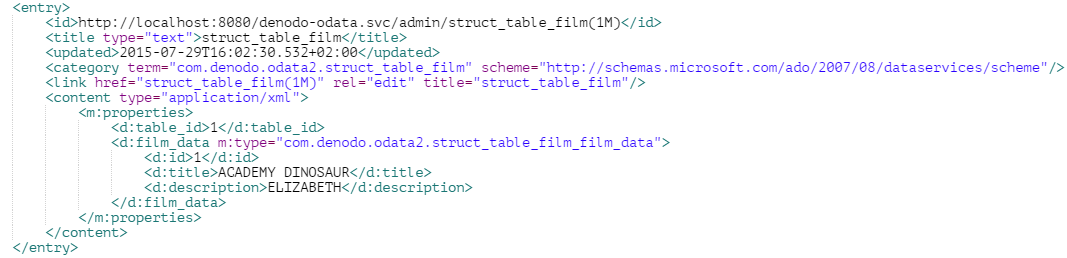 <entry>
<id>http://localhost:8080/denodo-odata.svc/admin/struct_table_film(1M)</id>
<title type="text">struct_table_film</title>
<updated>2015-07-29T16:02:30.532+02:00</updated>
<category term="com.denodo.odata2.struct_table_film" scheme="http://schemas.microsoft.com/ado/2007/08/dataservices/scheme"/>
<link href="struct_table_film(1M)" rel="edit" title="struct_table_film"/>
<content type="application/xml">
<m:properties>
<d:table_id>1</d:table_id>
<d:film_data m:type="com.denodo.odata2.struct_table_film_film_data">
<d:id>1</d:id>
<d:title>ACADEMY DINOSAUR</d:title>
<d:description>ELIZABETH</d:description>
</d:film_data>
</m:properties>
</content>
</entry>